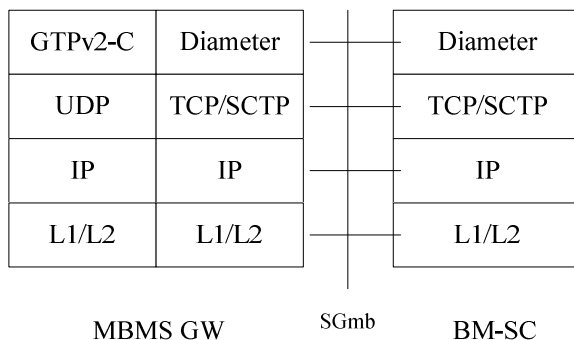 GTPv2-C Diameter Diameter
UDP TCP/SCTP TCP/SCTP
IP IP IP
L1/L2 L1/L2 L1/L2
MBMS GW SGmb BM-SC